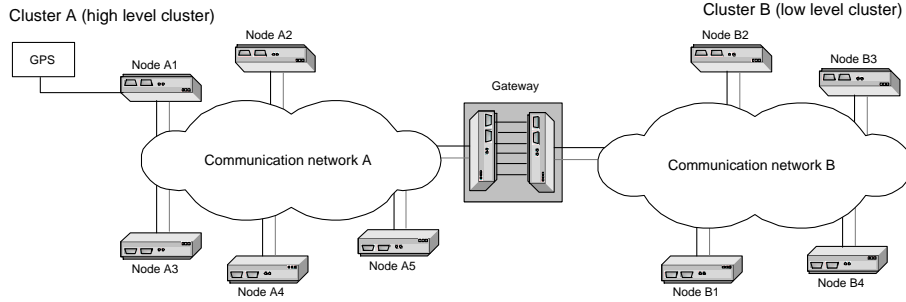 Cluster A (high level cluster)
Cluster B (low level cluster)
GPS
Node A1
Node A2
Node B2
Node B3
Gateway
Communication network A
Communication network B
Node A3
Node A4
Node A5
Node B1
Node B4